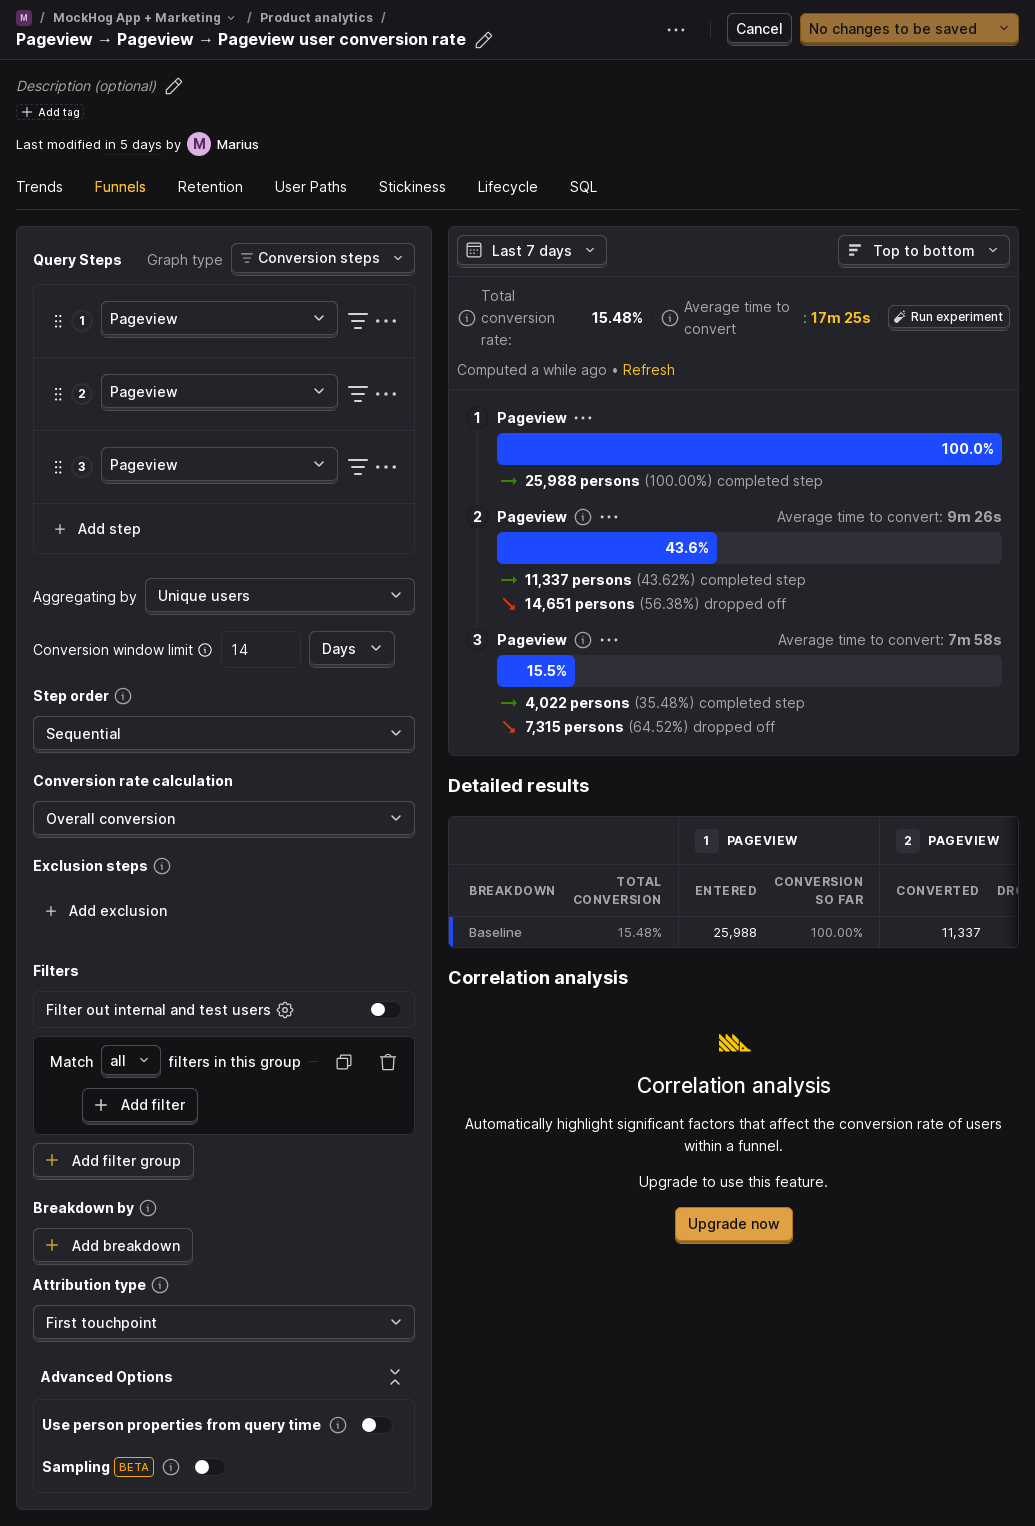 M / MockHog App + Marketing / Product analytics /
Pageview → Pageview → Pageview user conversion rate
Cancel
No changes to be saved
Description (optional)
Add tag
Last modified in 5 days by M Marius
Trends Funnels Retention User Paths Stickiness Lifecycle SQL
Query Steps Graph type Conversion steps
1 Pageview
2 Pageview
3 Pageview
Add step
Aggregating by Unique users
Conversion window limit 14 Days
Step order
Sequential
Conversion rate calculation
Overall conversion
Exclusion steps
Add exclusion
Filters
Filter out internal and test users
Match all filters in this group
Add filter
Add filter group
Breakdown by
Add breakdown
Attribution type
First touchpoint
Advanced Options
Use person properties from query time
Sampling BETA
Last 7 days Top to bottom
Total
conversion
rate:
15.48%
Average time to
convert
: 17m 25s
Run experiment
Computed a while ago • Refresh
1 Pageview
100.0%
25,988 persons (100.00%) completed step
2 Pageview Average time to convert: 9m 26s
43.6%
11,337 persons (43.62%) completed step
14,651 persons (56.38%) dropped off
3 Pageview Average time to convert: 7m 58s
15.5%
4,022 persons (35.48%) completed step
7,315 persons (64.52%) dropped off
Detailed results
1 PAGEVIEW 2 PAGEVIEW
BREAKDOWN
TOTAL
CONVERSION
ENTERED
CONVERSION
SO FAR
CONVERTED
Baseline 15.48% 25,988 100.00% 11,337
Correlation analysis
Correlation analysis
Automatically highlight significant factors that affect the conversion rate of users
within a funnel.
Upgrade to use this feature.
Upgrade now